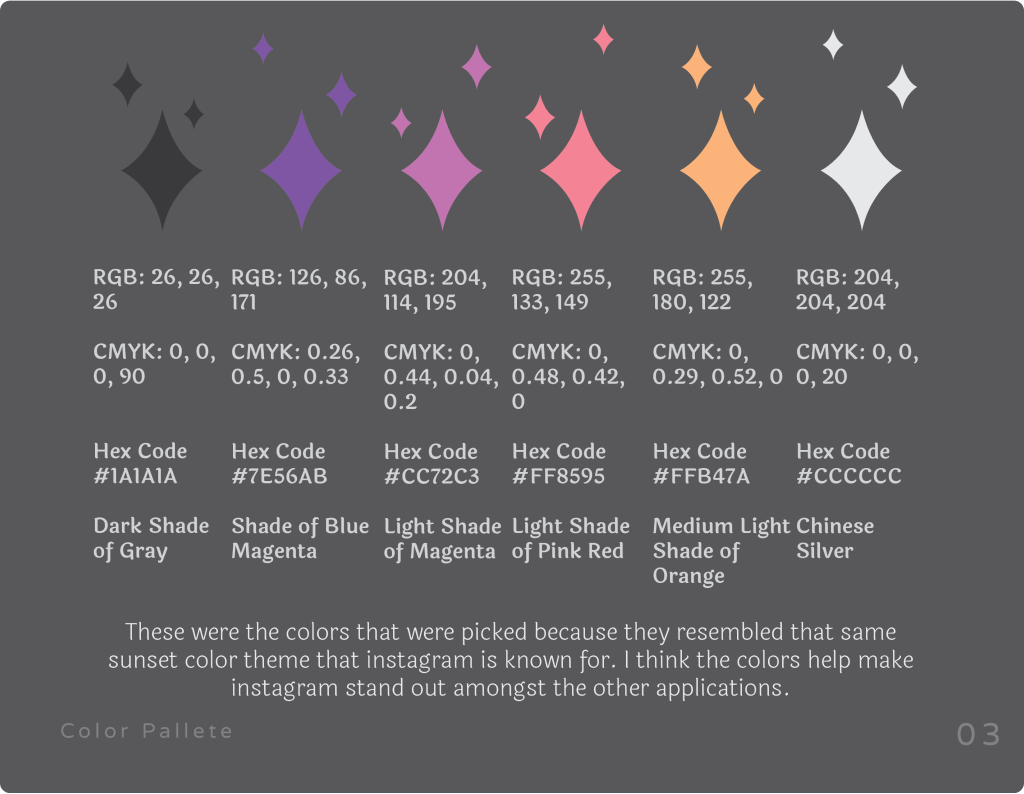 RGB: 26, 26,
26
CMYK: 0, 0,
0, 90
Hex Code
#1A1A1A
Dark Shade
of Gray
RGB: 126, 86,
171
CMYK: 0.26,
0.5, 0, 0.33
Hex Code
#7E56AB
Shade of Blue
Magenta
RGB: 204,
114, 195
CMYK: 0,
0.44, 0.04,
0.2
Hex Code
#CC72C3
Light Shade
of Magenta
RGB: 255,
133, 149
CMYK: 0,
0.48, 0.42,
0
Hex Code
#FF8595
Light Shade
of Pink Red
RGB: 255,
180, 122
CMYK: 0,
0.29, 0.52, 0
Hex Code
#FFB47A
Medium Light
Shade of
Orange
RGB: 204,
204, 204
CMYK: 0, 0,
0, 20
Hex Code
#CCCCCC
Chinese
Silver
These were the colors that were picked because they resembled that same
sunset color theme that instagram is known for. I think the colors help make
instagram stand out amongst the other applications.
Color Pallete
03